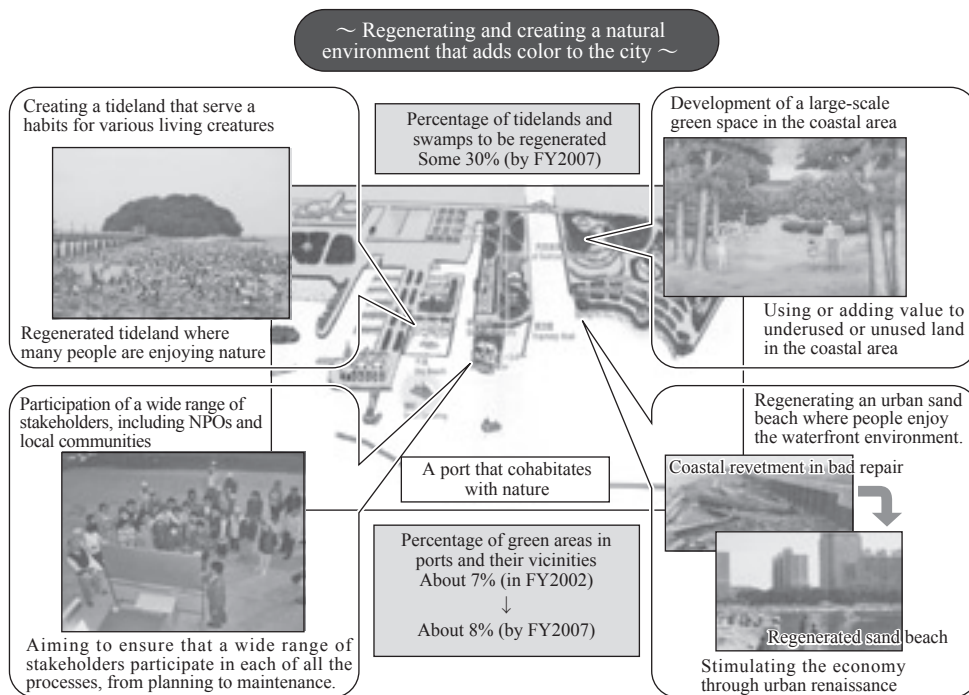 ～ Regenerating and creating a natural
environment that adds color to the city ～
Creating a tideland that serve a
habits for various living creatures
Regenerated tideland where
many people are enjoying nature
Percentage of tidelands and
swamps to be regenerated
Some 30% (by FY2007)
Development of a large-scale
green space in the coastal area
Using or adding value to
underused or unused land
in the coastal area
Participation of a wide range of
stakeholders, including NPOs and
local communities
Aiming to ensure that a wide range of
stakeholders participate in each of all the
processes, from planning to maintenance.
A port that cohabitates
with nature
Percentage of green areas in
ports and their vicinities
About 7% (in FY2002)
↓
About 8% (by FY2007)
Regenerating an urban sand
beach where people enjoy
the waterfront environment.
Coastal revetment in bad repair
Regenerated sand beach
Stimulating the economy
through urban renaissance